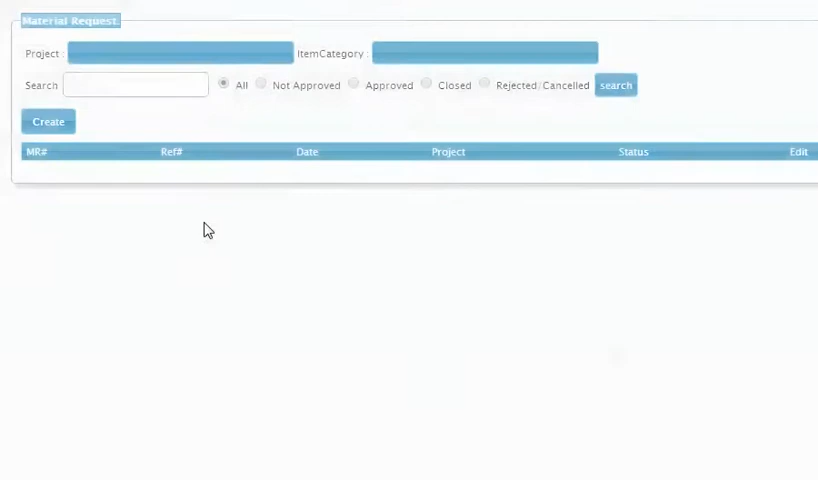 Material Request.
Project : ItemCategory :
Search All Not Approved Approved Closed Rejected/Cancelled search
Create
MR# Ref# Date Project Status Edit